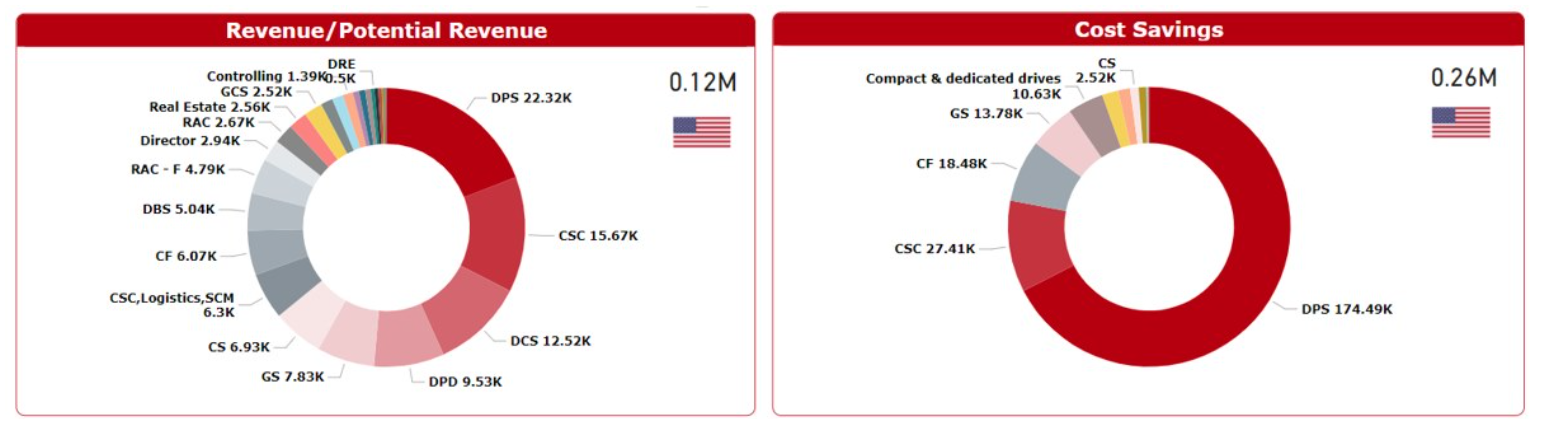 Revenue/Potential Revenue
0.12M
DRE
0.5K
Controlling 1.39K
GCS 2.52K
Real Estate 2.56K
RAC 2.67K
Director 2.94K
RAC - F 4.79K
DBS 5.04K
CF 6.07K
CSC,Logistics,SCM
6.3K
CS 6.93K
GS 7.83K
DPD 9.53K
DCS 12.52K
CSC 15.67K
DPS 22.32K
Cost Savings
0.26M
CS
2.52K
Compact & dedicated drives
10.63K
GS 13.78K
CF 18.48K
CSC 27.41K
DPS 174.49K